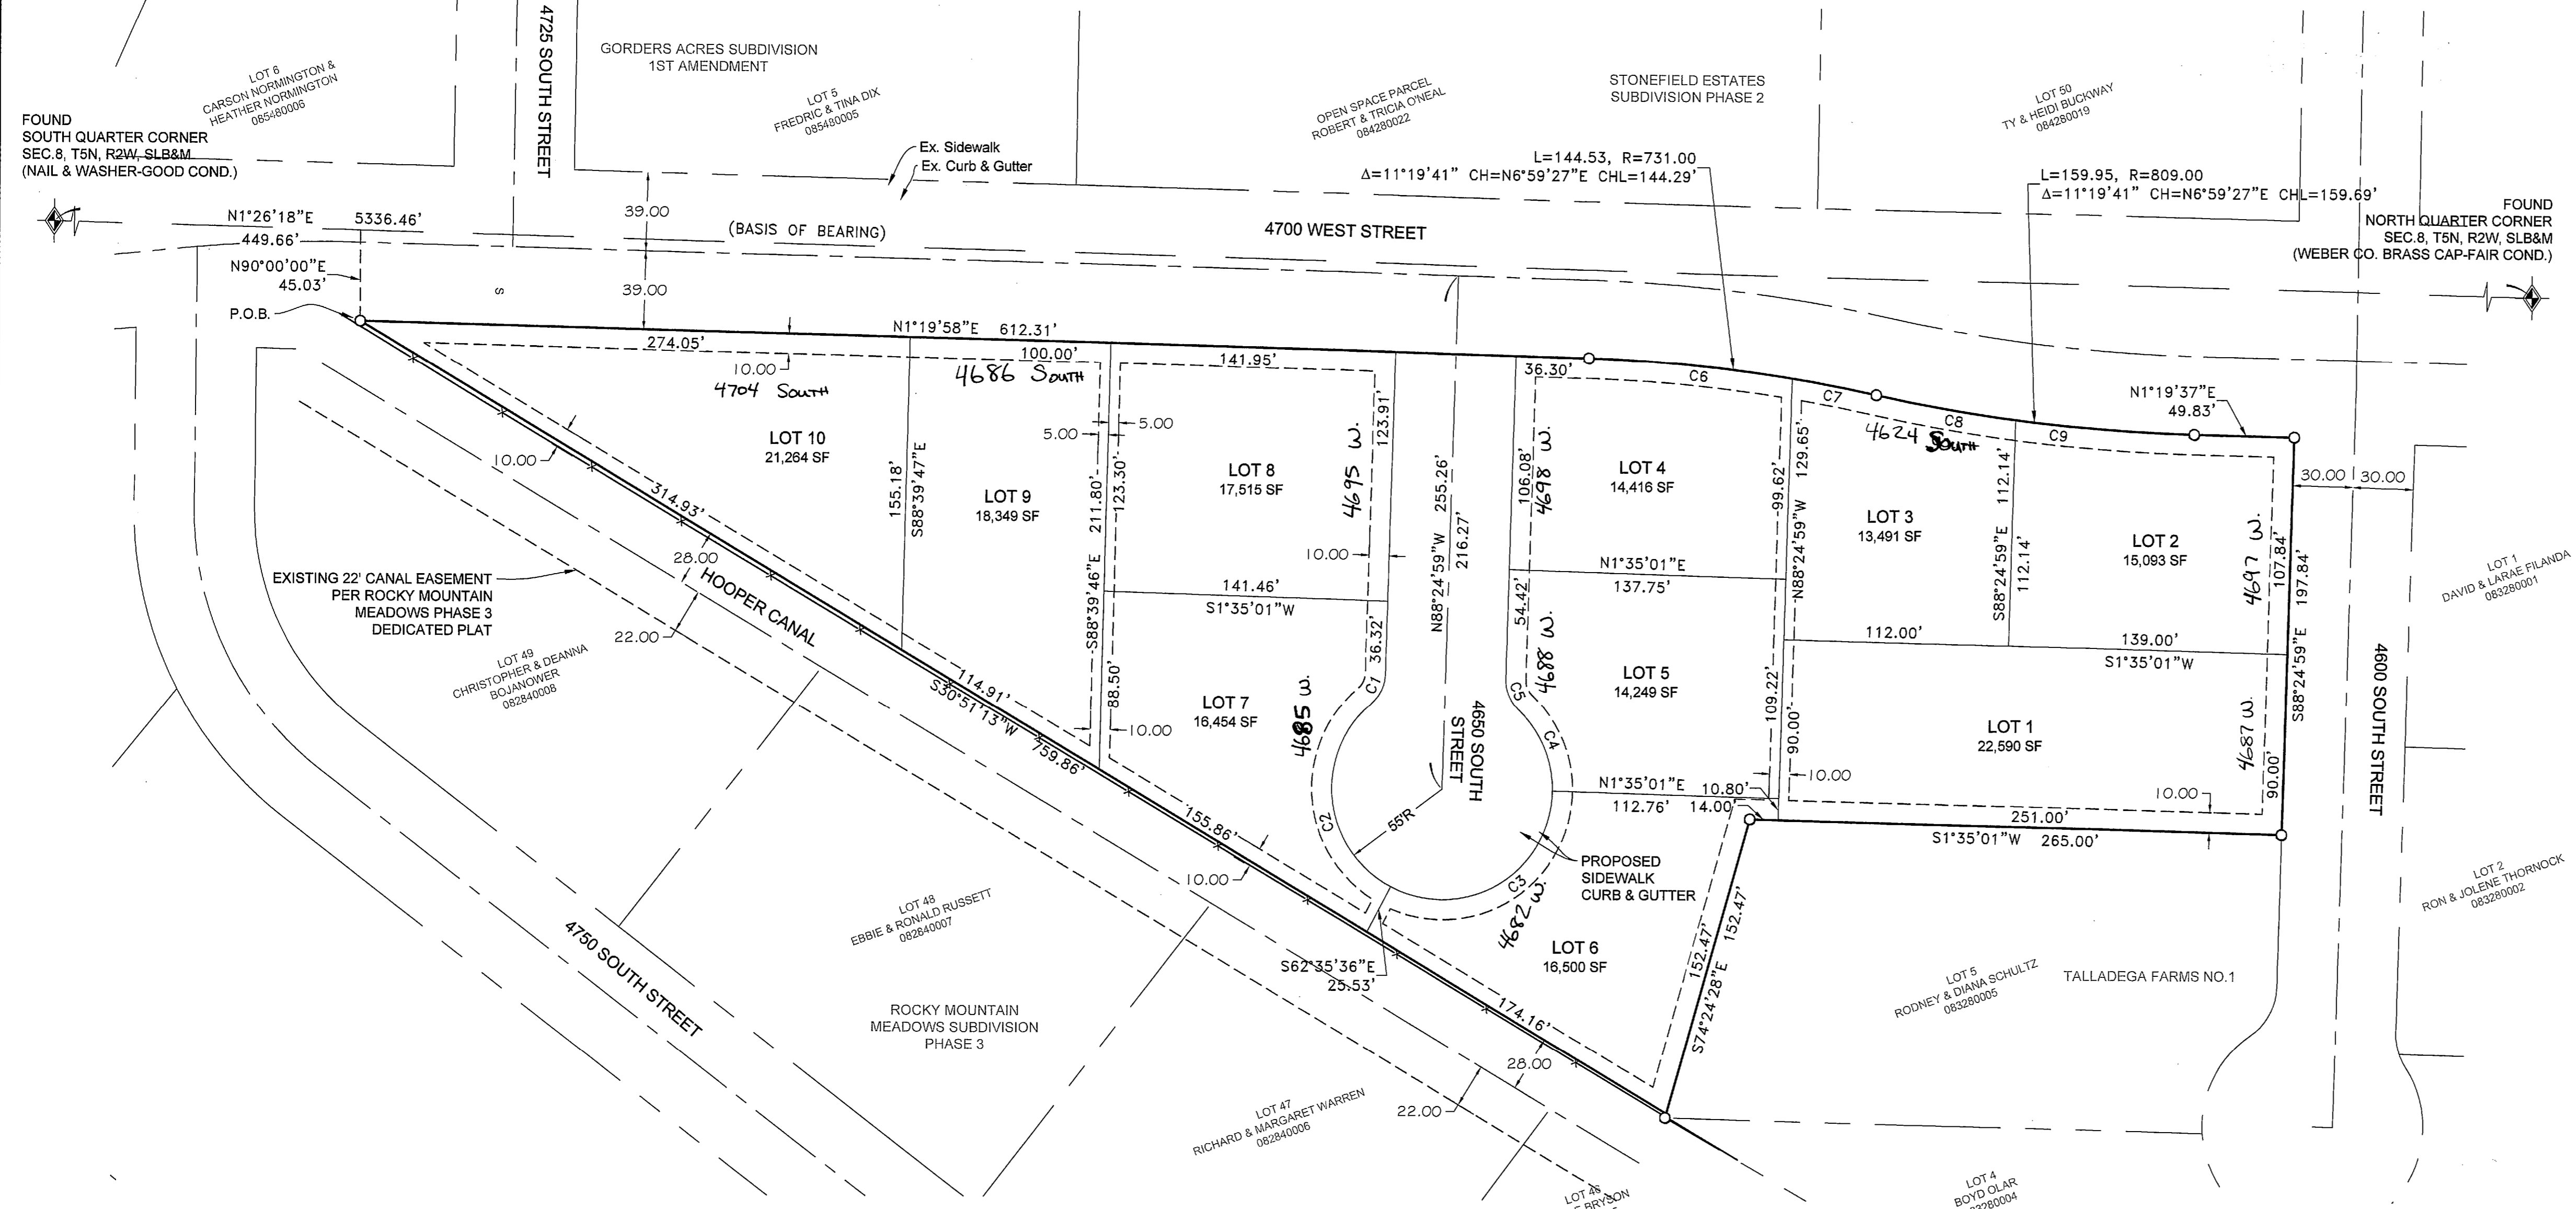 4725 SOUTH STREET
GORDERS ACRES SUBDIVISION
1ST AMENDMENT
LOT 6
CARSON NORMINGTON &
HEATHER NORMINGTON
085480006
LOT 5
FREDRIC & TINA DIX
085480005
OPEN SPACE PARCEL
ROBERT & TRICIA O'NEAL
084280022
STONEFIELD ESTATES
SUBDIVISION PHASE 2
LOT 50
TY & HEIDI BUCKWAY
084280019
FOUND
SOUTH QUARTER CORNER
SEC.8, T5N, R2W, SLB&M
(NAIL & WASHER-GOOD COND.)
Ex. Sidewalk
Ex. Curb & Gutter
L=144.53, R=731.00
Δ=11°19'41" CH=N6°59'27"E CHL=144.29'
L=159.95, R=809.00
Δ=11°19'41" CH=N6°59'27"E CHL=159.69'
FOUND
NORTH QUARTER CORNER
SEC.8, T5N, R2W, SLB&M
(WEBER CO. BRASS CAP-FAIR COND.)
N1°26'18"E 5336.46'
449.66'
39.00
(BASIS OF BEARING)
4700 WEST STREET
N90°00'00"E
45.03'
P.O.B.
S
39.00
N1°19'58"E 612.31'
274.05'
100.00'
141.95'
36.30'
C6
C7
C8
C9
N1°19'37"E
49.83'
10.00
4704 South
4686 South
4624 South
LOT 10
21,264 SF
10.00
314.93'
155.18'
S88°39'47"E
LOT 9
18,349 SF
5.00
5.00
S88°39'46"E 211.80'
123.30'
LOT 8
17,515 SF
4695 W.
123.91'
10.00
N88°24'59"W 255.26'
216.27'
106.08'
4698 W.
LOT 4
14,416 SF
99.62'
N88°24'59"W 129.65'
LOT 3
13,491 SF
S88°24'59"E 112.14'
112.14'
LOT 2
15,093 SF
4697 W.
107.84'
S88°24'59"E 197.84'
30.00
30.00
4600 SOUTH STREET
LOT 1
DAVID & LARAE FILANDA
083280001
EXISTING 22' CANAL EASEMENT
PER ROCKY MOUNTAIN
MEADOWS PHASE 3
DEDICATED PLAT
28.00
HOOPER CANAL
22.00
LOT 49
CHRISTOPHER & DEANNA
BOJANOWER
082840008
114.91'
S30°51'13"W 759.86'
88.50'
10.00
141.46'
S1°35'01"W
LOT 7
16,454 SF
4685 W.
36.32'
C1
C2
55'R
4650 SOUTH
STREET
N1°35'01"E
137.75'
54.42'
4688 W.
C5
C4
LOT 5
14,249 SF
109.22'
90.00'
10.00
112.00'
139.00'
S1°35'01"W
LOT 1
22,590 SF
4687 W.
90.00'
10.00
N1°35'01"E 10.80'
112.76' 14.00'
251.00'
S1°35'01"W 265.00'
155.86'
10.00
C3
4682 W.
PROPOSED
SIDEWALK
CURB & GUTTER
LOT 6
16,500 SF
S62°35'36"E
25.53'
152.47'
S74°24'28"E 152.47'
174.16'
28.00
22.00
LOT 2
RON & JOLENE THORNOCK
083280002
LOT 5
RODNEY & DIANA SCHULTZ
083280005
TALLADEGA FARMS NO.1
4750 SOUTH STREET
LOT 48
EBBIE & RONALD RUSSETT
082840007
ROCKY MOUNTAIN
MEADOWS SUBDIVISION
PHASE 3
LOT 47
RICHARD & MARGARET WARREN
082840006
LOT 46
BRYSON
LOT 4
BOYD OLAR